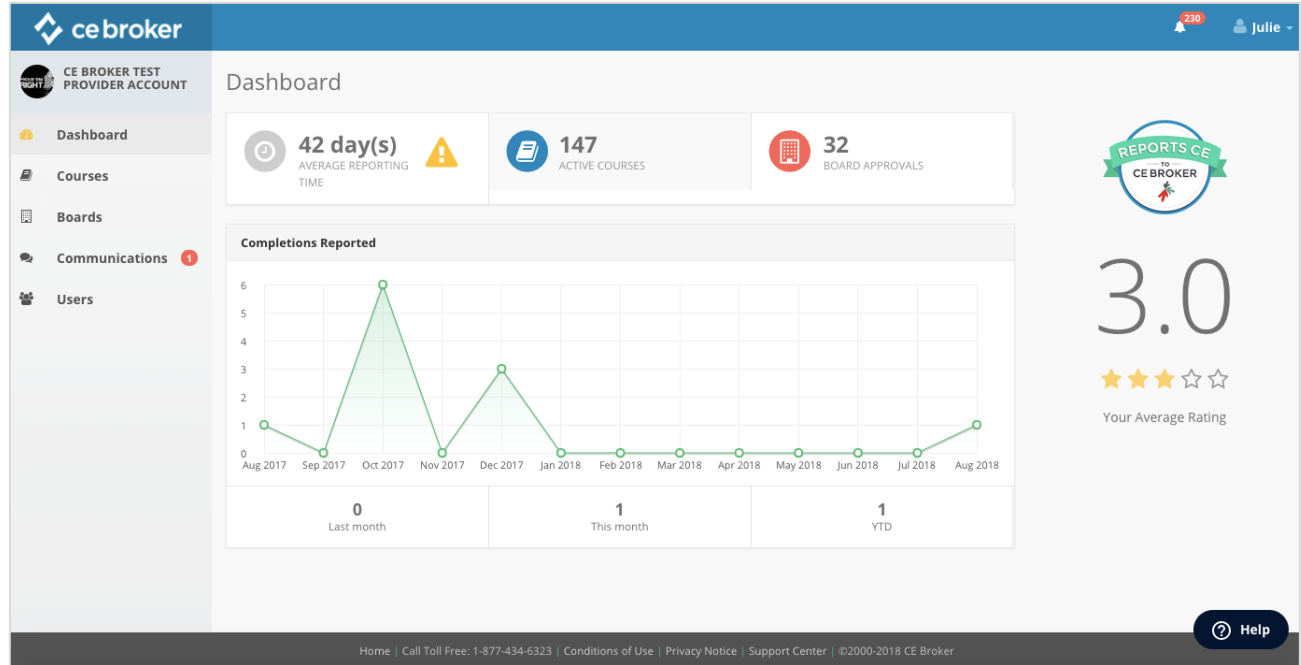 cebroker
230
Julie
CE BROKER TEST
PROVIDER ACCOUNT
Dashboard
Courses
Boards
Communications 1
Users
Dashboard
42 day(s)
AVERAGE REPORTING
TIME
147
ACTIVE COURSES
32
BOARD APPROVALS
Completions Reported
6
5
4
3
2
1
0
Aug 2017 Sep 2017 Oct 2017 Nov 2017 Dec 2017 Jan 2018 Feb 2018 Mar 2018 Apr 2018 May 2018 Jun 2018 Jul 2018 Aug 2018
0
Last month
1
This month
1
YTD
REPORTS CE
TO
CE BROKER
3.0
Your Average Rating
Help
Home | Call Toll Free: 1-877-434-6323 | Conditions of Use | Privacy Notice | Support Center | ©2000-2018 CE Broker